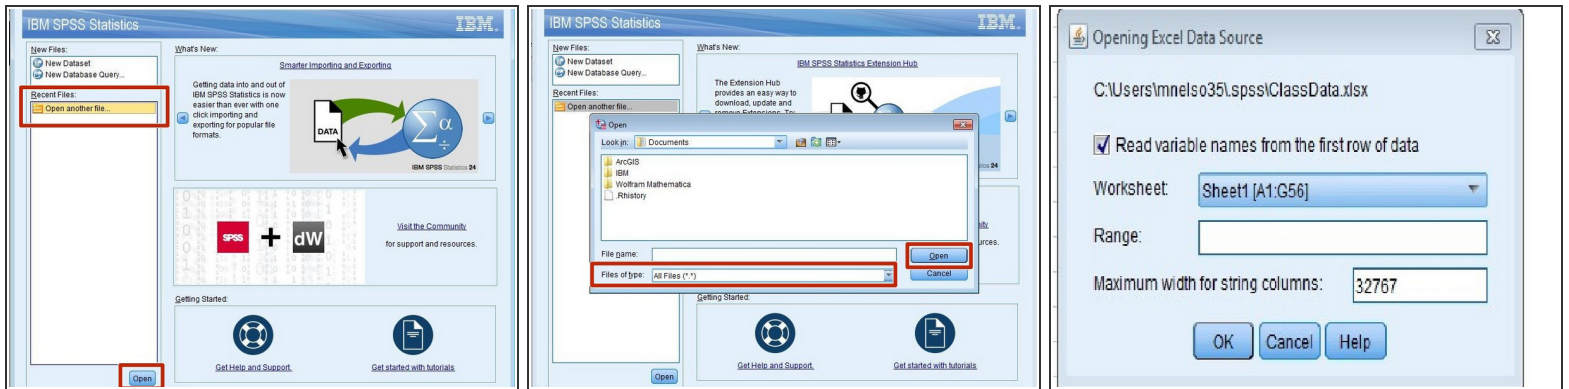 IBM SPSS Statistics
IBM.
New Files:
New Dataset
New Database Query...
Recent Files:
Open another file...
Open
What's New:
Smarter Importing and Exporting
Getting data into and out of
IBM SPSS Statistics is now
easier than ever with one
click importing and
exporting for popular file
formats.
DATA
Σα
÷
IBM SPSS Statistics 24
SPSS + dW
Visit the Community
for support and resources.
Getting Started:
Get Help and Support.
Get started with tutorials
IBM SPSS Statistics
IBM.
New Files:
New Dataset
New Database Query...
Recent Files:
Open another file...
What's New:
IBM SPSS Statistics Extension Hub
The Extension Hub
provides an easy way to
download, update and
remove Extensions. To
Open
Look in: Documents
ArcGIS
IBM
Wolfram Mathematica
.Rhistory
File name:
Open
Files of type: All Files (*.*)
Cancel
24
Getting Started:
Get Help and Support.
Get started with tutorials
Open
Opening Excel Data Source
C:\Users\mnelso35\.spss\ClassData.xlsx
Read variable names from the first row of data
Worksheet: Sheet1 [A1:G56]
Range:
Maximum width for string columns: 32767
OK Cancel Help